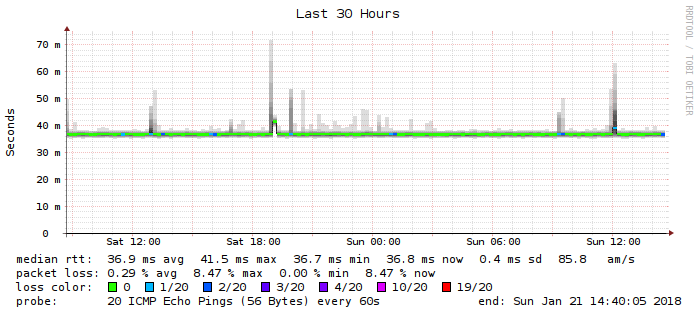 Last 30 Hours
RRDTOOL / TOBI OETIKER
Seconds
70 m
60 m
50 m
40 m
30 m
20 m
10 m
0
Sat 12:00 Sat 18:00 Sun 00:00 Sun 06:00 Sun 12:00
median rtt: 36.9 ms avg 41.5 ms max 36.7 ms min 36.8 ms now 0.4 ms sd 85.8 am/s
packet loss: 0.29 % avg 8.47 % max 0.00 % min 8.47 % now
loss color: 0 1/20 2/20 3/20 4/20 10/20 19/20
probe: 20 ICMP Echo Pings (56 Bytes) every 60s end: Sun Jan 21 14:40:05 2018